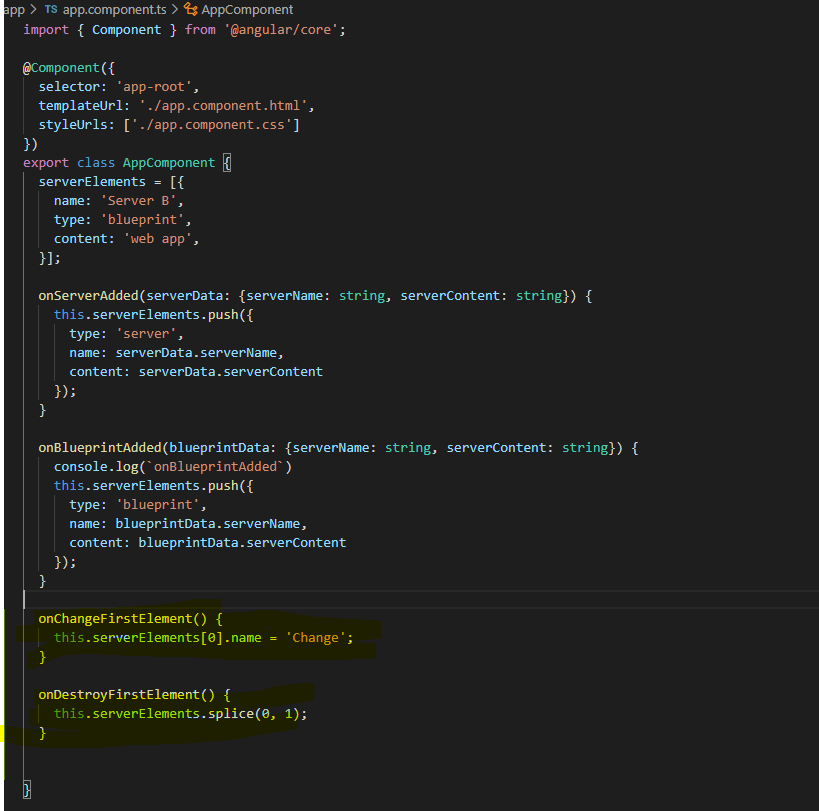 app > TS app.component.ts > AppComponent
import { Component } from '@angular/core';
@Component({
selector: 'app-root',
templateUrl: './app.component.html',
styleUrls: ['./app.component.css']
})
export class AppComponent {
serverElements = [{
name: 'Server B',
type: 'blueprint',
content: 'web app',
}];
onServerAdded(serverData: {serverName: string, serverContent: string}) {
this.serverElements.push({
type: 'server',
name: serverData.serverName,
content: serverData.serverContent
});
}
onBlueprintAdded(blueprintData: {serverName: string, serverContent: string}) {
console.log(`onBlueprintAdded`)
this.serverElements.push({
type: 'blueprint',
name: blueprintData.serverName,
content: blueprintData.serverContent
});
}
onChangeFirstElement() {
this.serverElements[0].name = 'Change';
}
onDestroyFirstElement() {
this.serverElements.splice(0, 1);
}
}